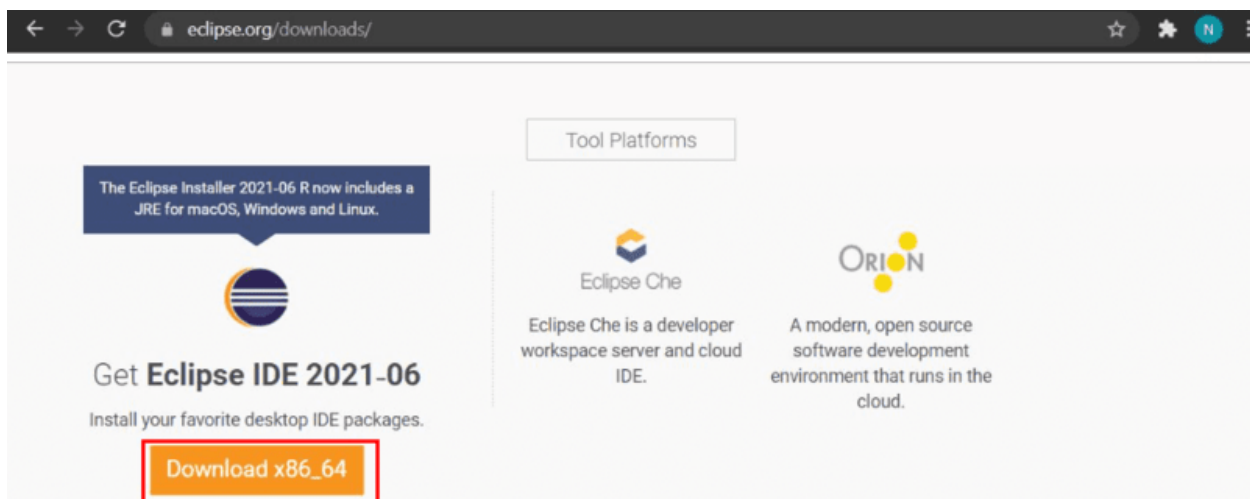 eclipse.org/downloads/
N
Tool Platforms
The Eclipse Installer 2021-06 R now includes a
JRE for macOS, Windows and Linux.
Get Eclipse IDE 2021-06
Install your favorite desktop IDE packages.
Download x86_64
Eclipse Che
Eclipse Che is a developer
workspace server and cloud
IDE.
ORION
A modern, open source
software development
environment that runs in the
cloud.